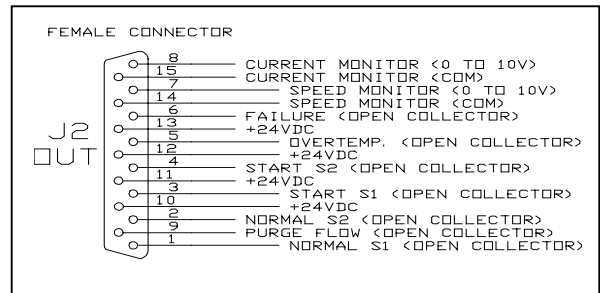 FEMALE CONNECTOR
8 CURRENT MONITOR (0 TO 10V)
15 CURRENT MONITOR (COM)
7 SPEED MONITOR (0 TO 10V)
14 SPEED MONITOR (COM)
6 FAILURE (OPEN COLLECTOR)
13 +24VDC
5 OVERTEMP. (OPEN COLLECTOR)
12 +24VDC
4 START S2 (OPEN COLLECTOR)
11 +24VDC
3 START S1 (OPEN COLLECTOR)
10 +24VDC
2 NORMAL S2 (OPEN COLLECTOR)
9 PURGE FLOW (OPEN COLLECTOR)
1 NORMAL S1 (OPEN COLLECTOR)
J2
OUT